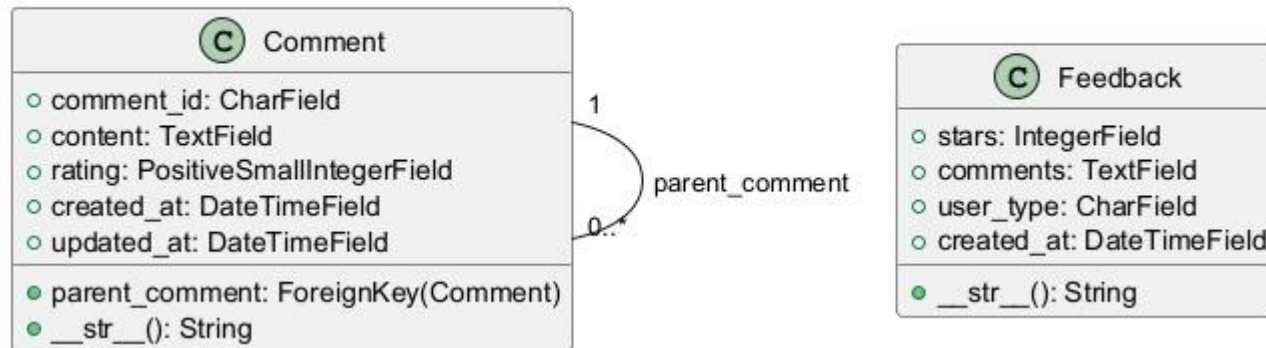 C Comment
comment_id: CharField
content: TextField
rating: PositiveSmallIntegerField
created_at: DateTimeField
updated_at: DateTimeField
parent_comment: ForeignKey(Comment)
__str__(): String
1
parent_comment
0..*
C Feedback
stars: IntegerField
comments: TextField
user_type: CharField
created_at: DateTimeField
__str__(): String